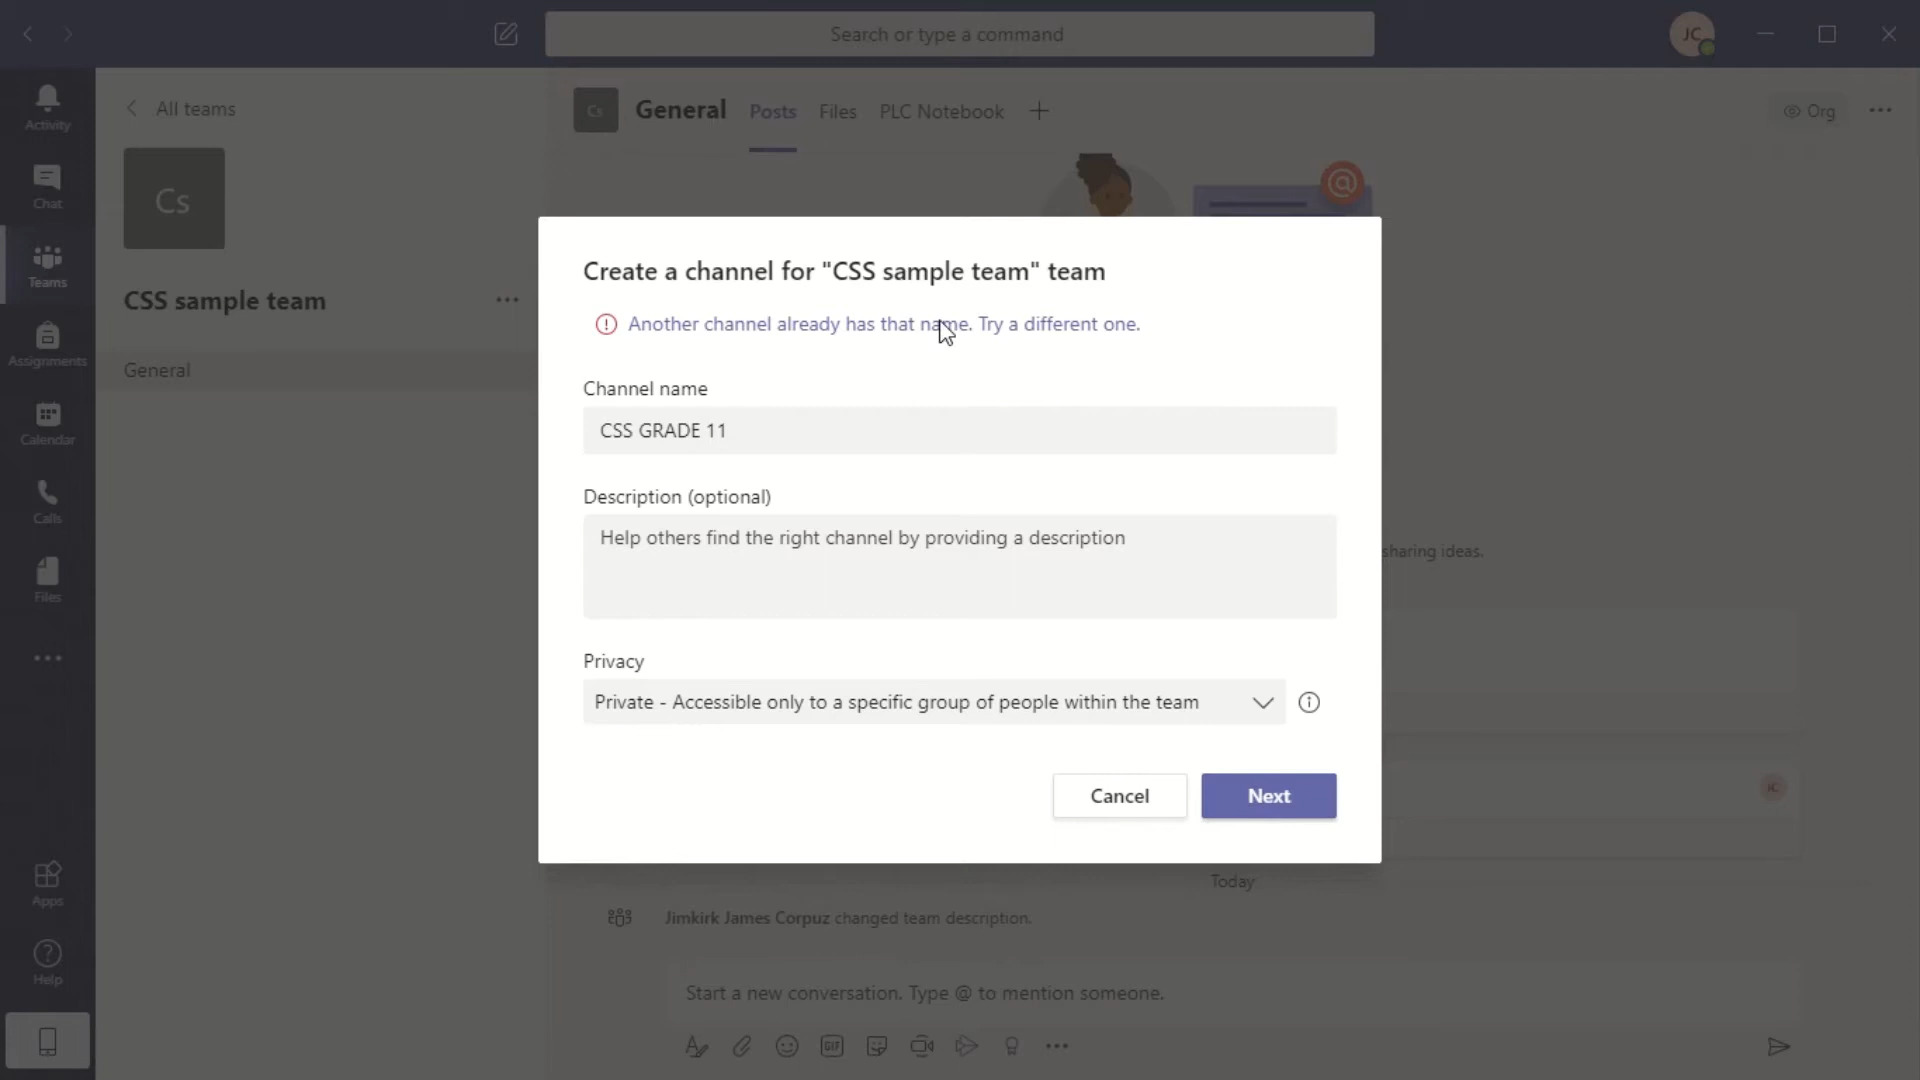 Search or type a command
JC
Activity
Chat
Teams
Assignments
Calendar
Calls
Files
Apps
Help
All teams
Cs
CSS sample team
General
Cs
General
Posts
Files
PLC Notebook
Org
Create a channel for "CSS sample team" team
Another channel already has that name. Try a different one.
Channel name
CSS GRADE 11
Description (optional)
Help others find the right channel by providing a description
Privacy
Private - Accessible only to a specific group of people within the team
Cancel
Next
sharing ideas.
JC
Today
Jimkirk James Corpuz changed team description.
Start a new conversation. Type @ to mention someone.
GIF